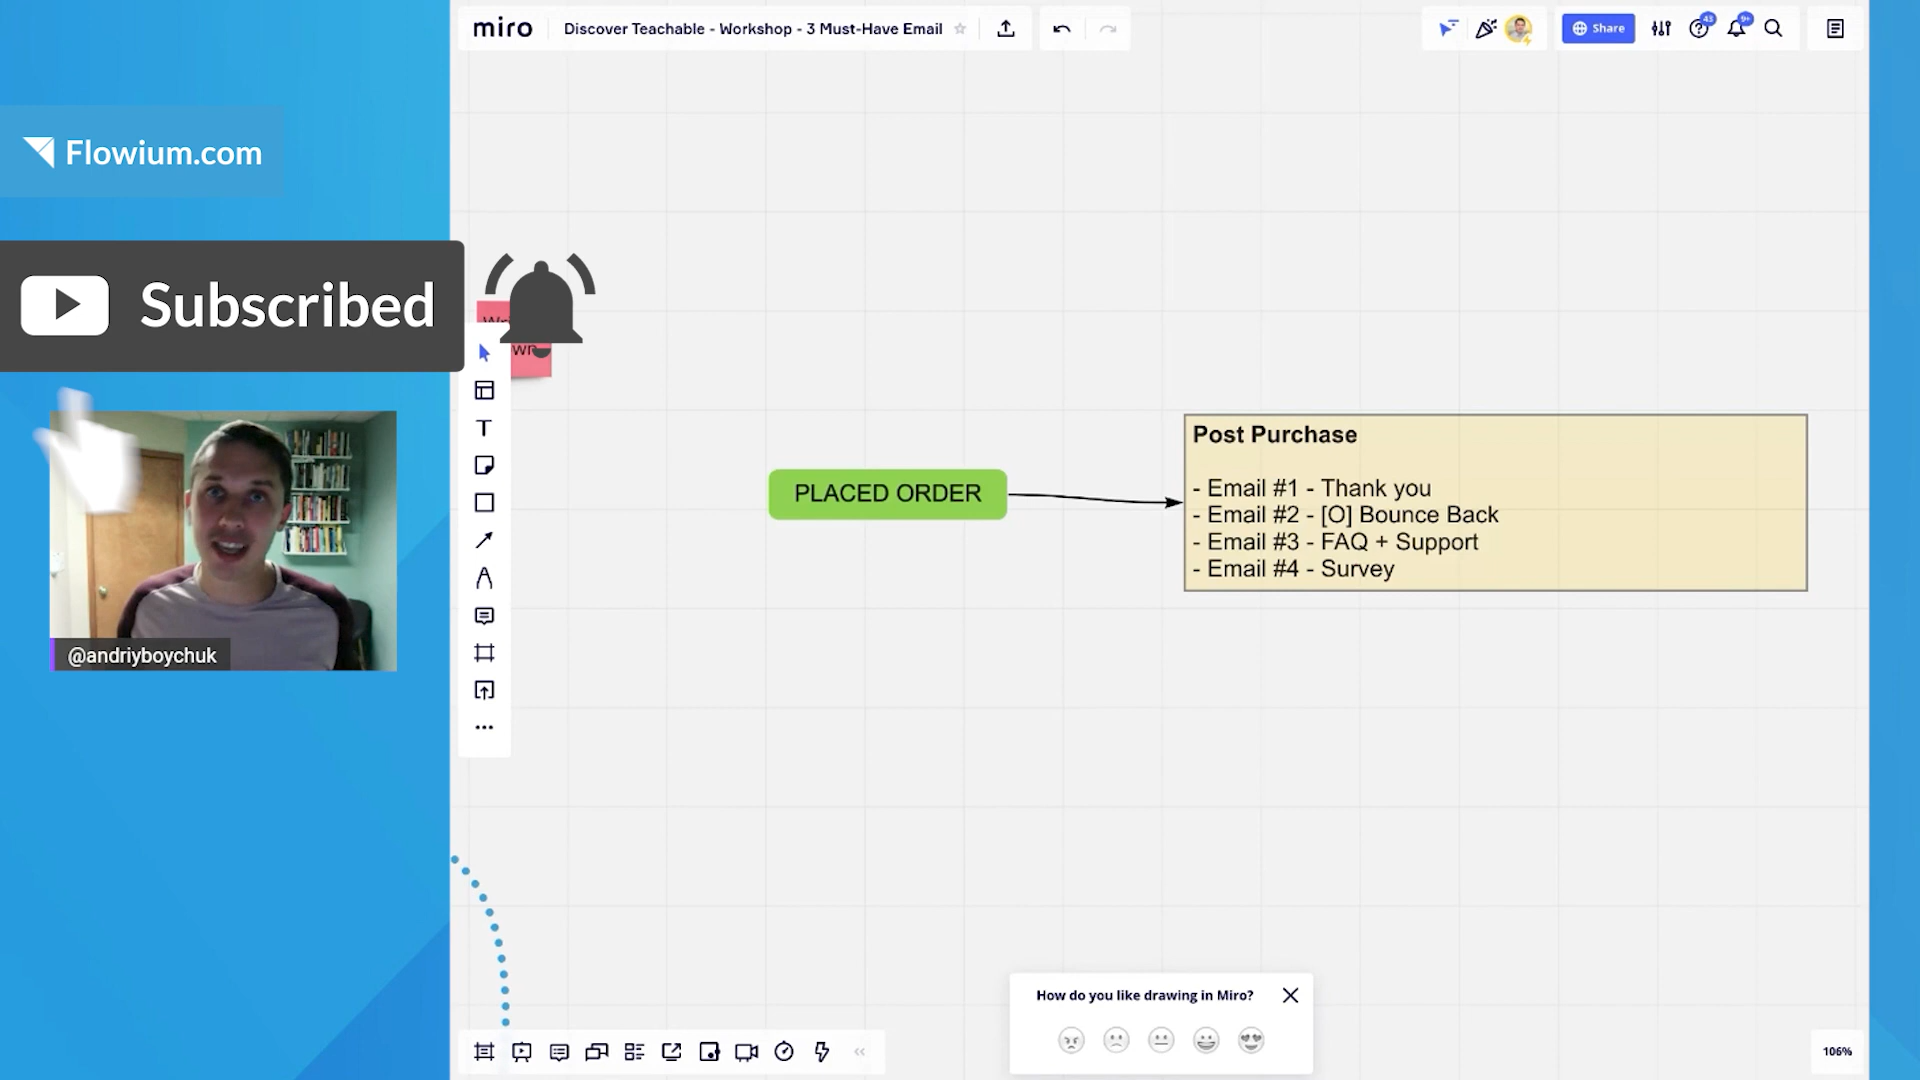 miro
Discover Teachable - Workshop - 3 Must-Have Email
43
9+
Share
Flowium.com
Subscribed
Post Purchase
PLACED ORDER
- Email #1 - Thank you
- Email #2 - [O] Bounce Back
- Email #3 - FAQ + Support
- Email #4 - Survey
@andriyboychuk
How do you like drawing in Miro?
106%